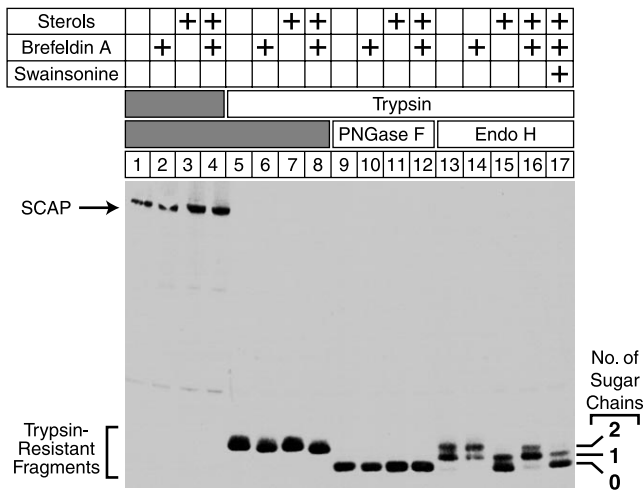 Sterols + + + + + + + + +
Brefeldin A + + + + + + + + +
Swainsonine +
Trypsin
PNGase F Endo H
1 2 3 4 5 6 7 8 9 10 11 12 13 14 15 16 17
SCAP
No. of
Sugar
Chains
2
1
0
Trypsin-
Resistant
Fragments